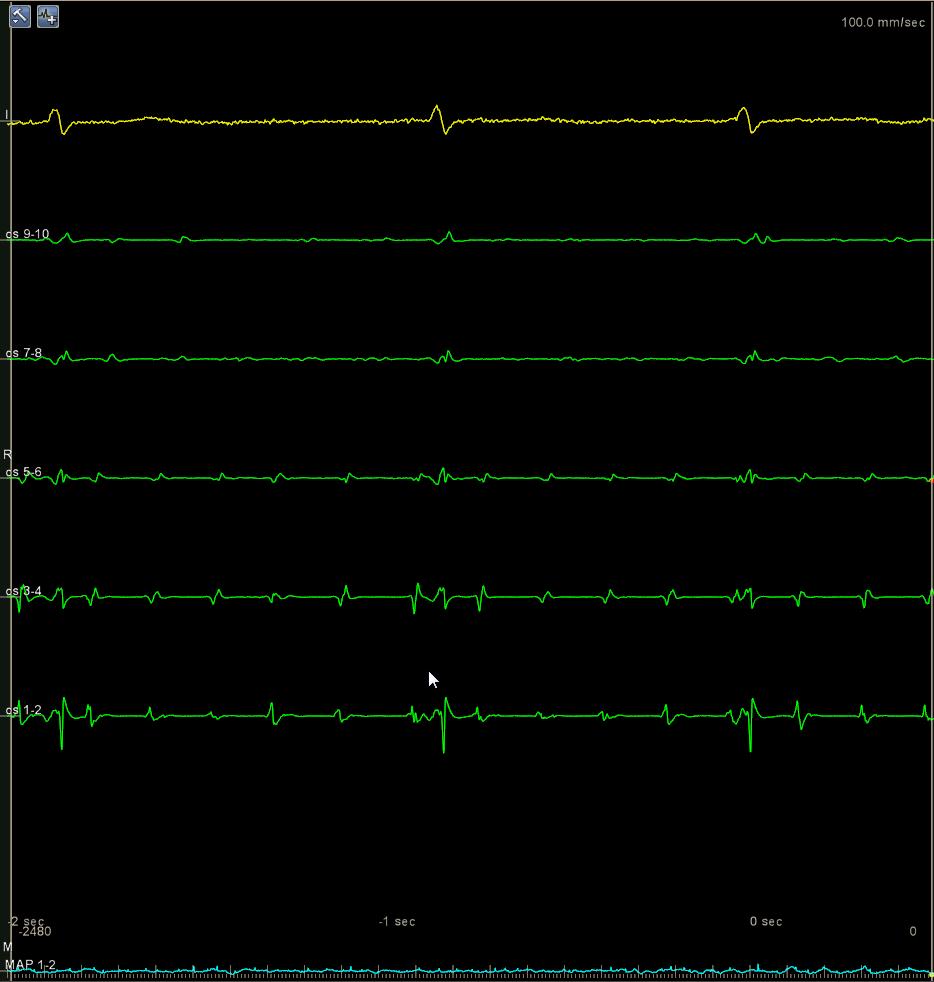 100.0 mm/sec
I
cs 9-10
cs 7-8
R
cs 5-6
cs 3-4
cs 1-2
-2 sec
-1 sec
0 sec
-2480
0
M
MAP 1-2